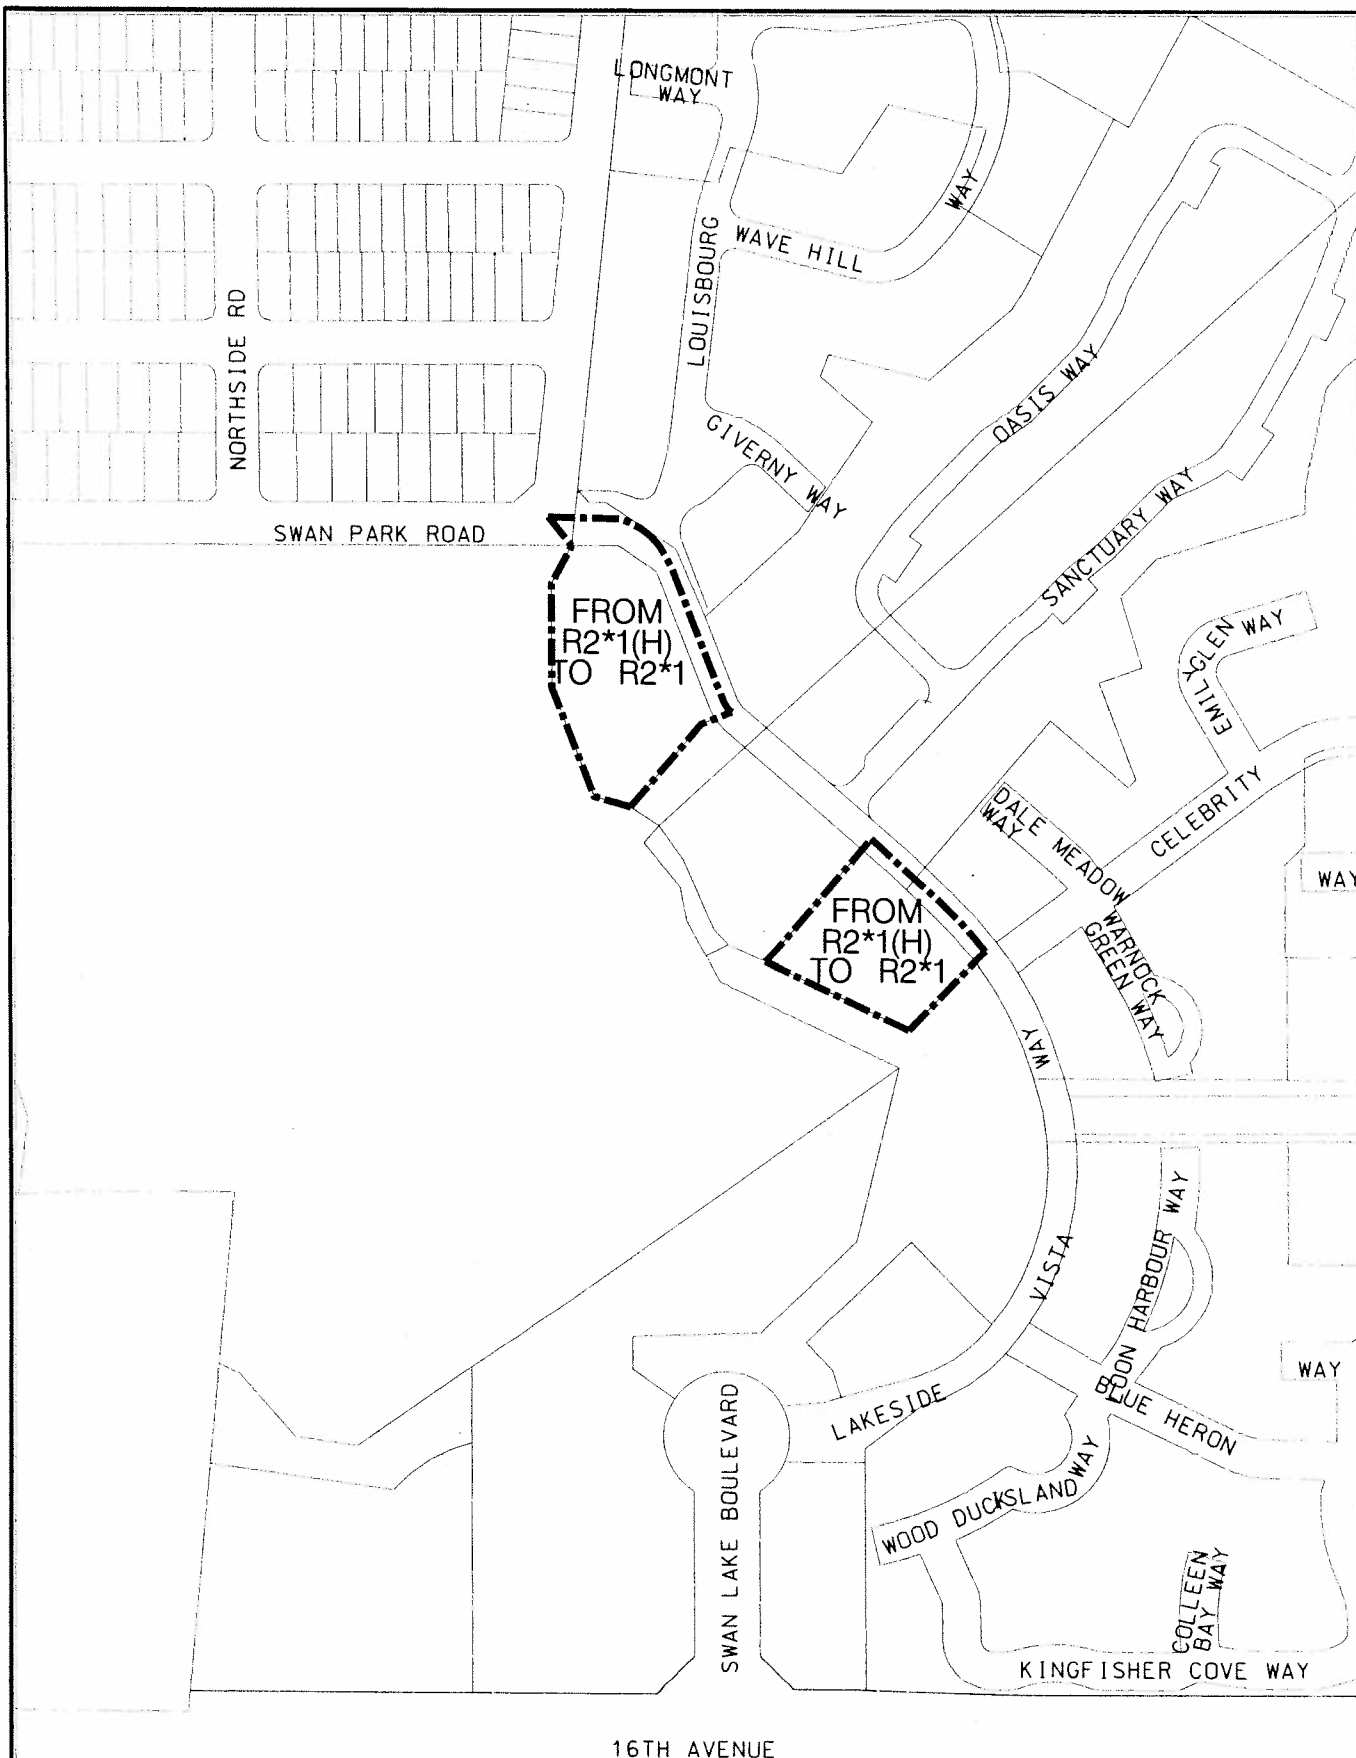 LONGMONT
WAY
WAY
WAVE HILL
LOUISBOURG
NORTHSIDE RD
OASIS WAY
GIVERNY WAY
SANCTUARY WAY
SWAN PARK ROAD
FROM
R2*1(H)
TO R2*1
EMILY GLEN WAY
CELEBRITY
DALE MEADOW
WAY
WAY
FROM
R2*1(H)
TO R2*1
WARNOCK
GREEN WAY
WAY
LOON HARBOUR WAY
VISTA
WAY
BLUE HERON
LAKESIDE
SWAN LAKE BOULEVARD
WOOD DUCK
ISLAND WAY
COLLEEN
BAY WAY
KINGFISHER COVE WAY
16TH AVENUE